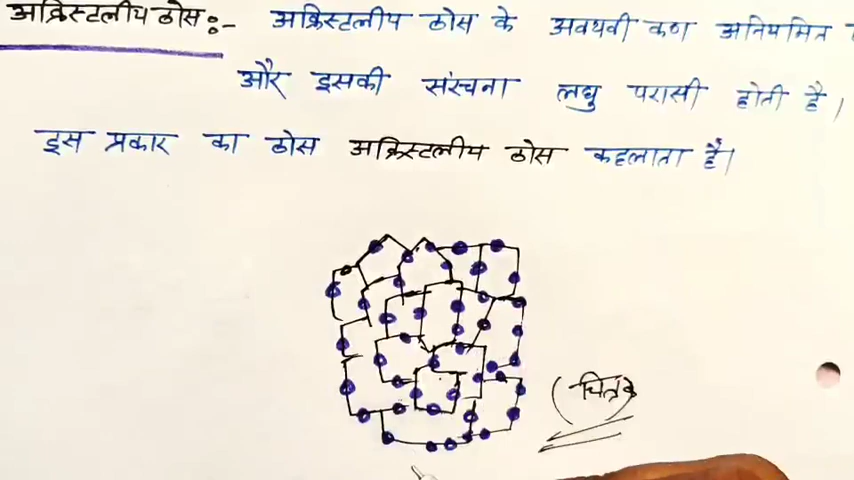 अक्रिस्टलीय ठोस:- अक्रिस्टलीय ठोस के अवयवी कण अनियमित
और इसकी संरचना लघु परासी होती है।
इस प्रकार का ठोस अक्रिस्टलीय ठोस कहलाता है।
(चित्र)